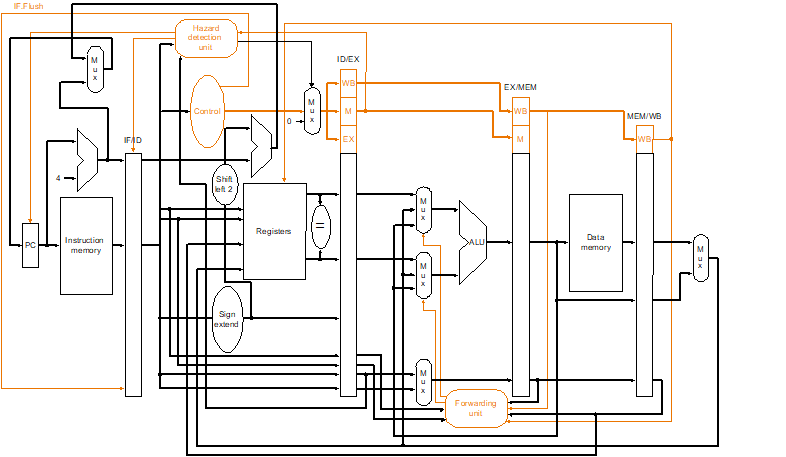 IF.Flush
Hazard
detection
unit
ID/EX
M
u
x
WB
EX/MEM
Control
M
u
x
M
WB
MEM/WB
0
IF/ID
EX
M
WB
4
Shift
left 2
M
u
x
PC
Instruction
memory
Registers
=
ALU
Data
memory
M
u
x
M
u
x
Sign
extend
M
u
x
Forwarding
unit